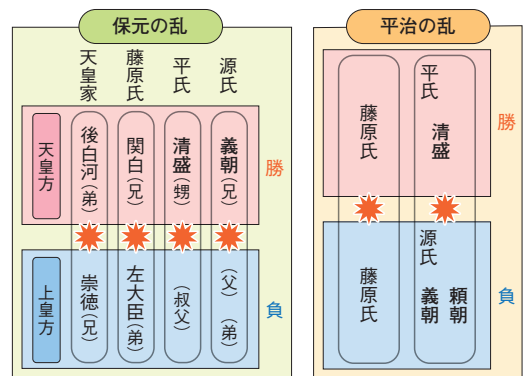 保元の乱
天皇家
藤原氏
平氏
源氏
天皇方
後白河(弟)
関白(兄)
清盛(甥)
義朝(兄)
勝
上皇方
崇徳(兄)
左大臣(弟)
(叔父)
(父)(弟)
負
平治の乱
藤原氏
平氏
清盛
勝
藤原氏
源氏
義朝
頼朝
負